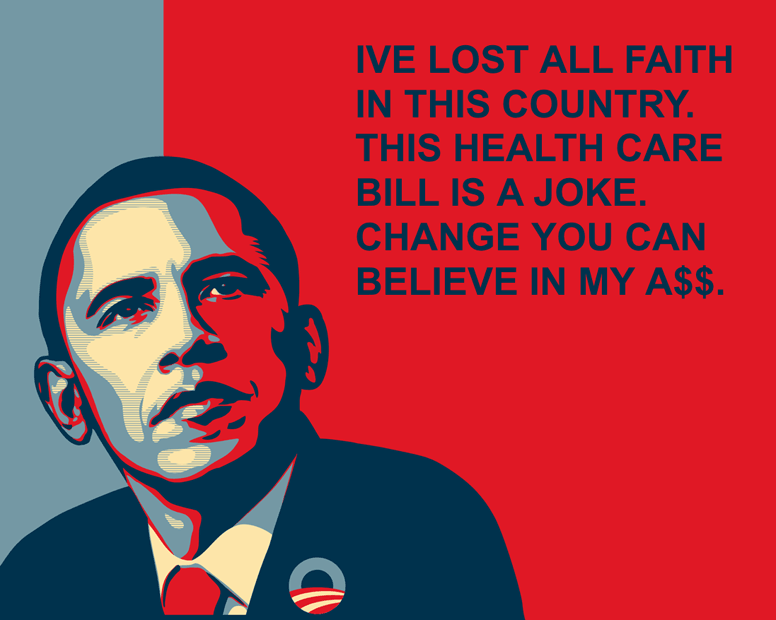 IVE LOST ALL FAITH
IN THIS COUNTRY.
THIS HEALTH CARE
BILL IS A JOKE.
CHANGE YOU CAN
BELIEVE IN MY A$$.